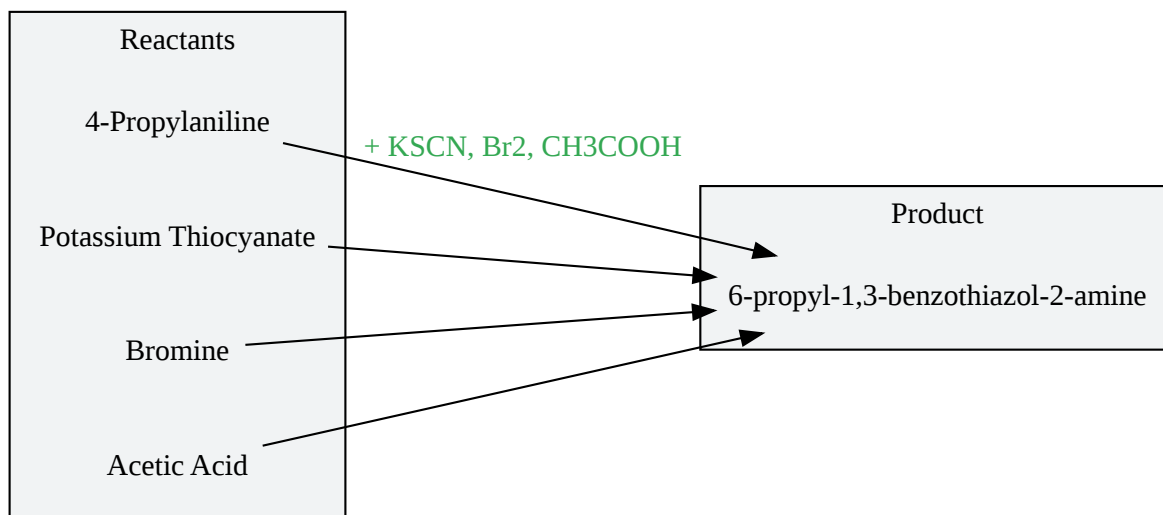 Reactants
4-Propylaniline
+ KSCN, Br2, CH3COOH
Potassium Thiocyanate
Bromine
Acetic Acid
Product
6-propyl-1,3-benzothiazol-2-amine